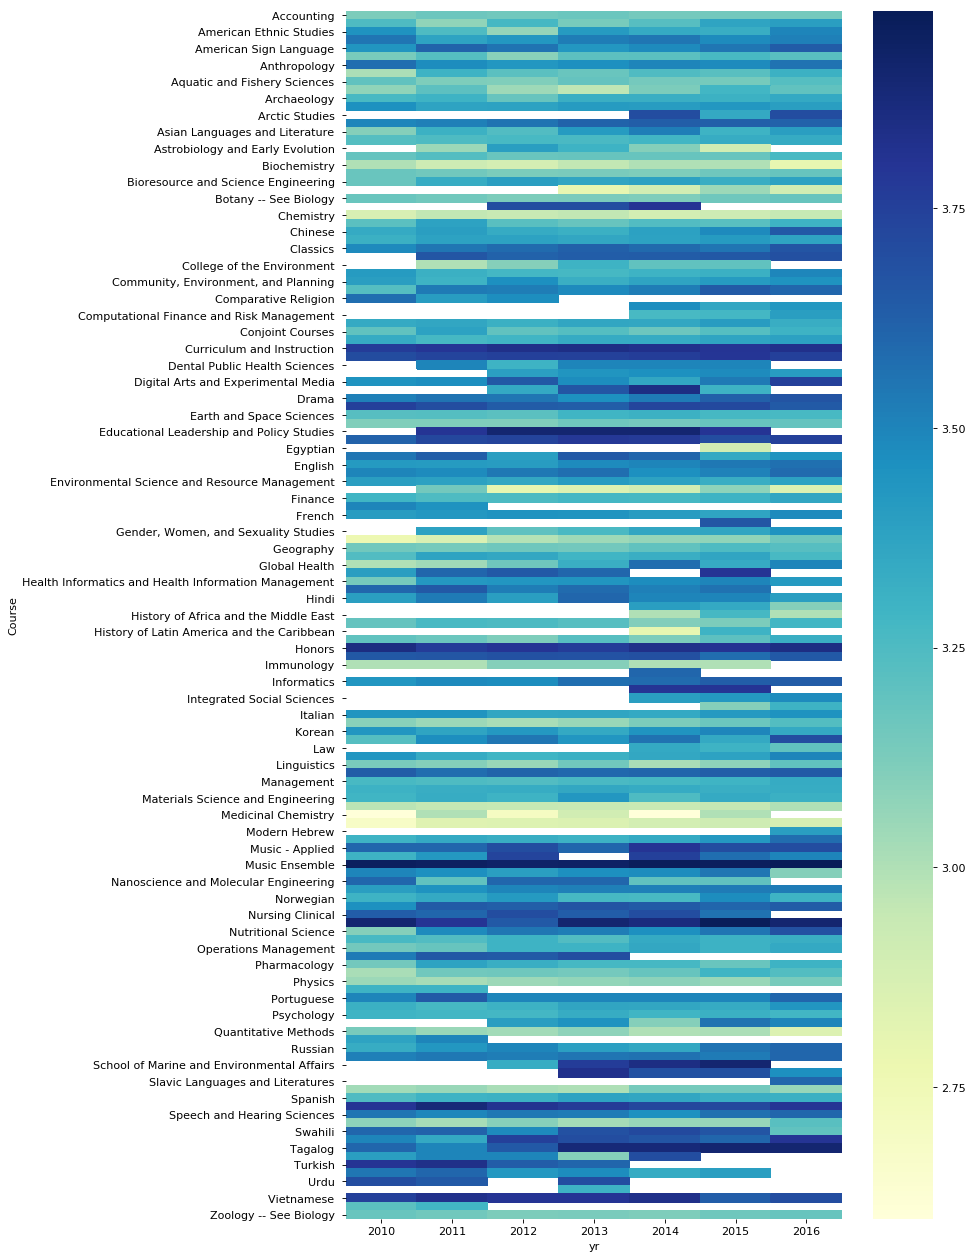 Accounting
American Ethnic Studies
American Sign Language
Anthropology
Aquatic and Fishery Sciences
Archaeology
Arctic Studies
Asian Languages and Literature
Astrobiology and Early Evolution
Biochemistry
Bioresource and Science Engineering
Botany -- See Biology
Chemistry
Chinese
Classics
College of the Environment
Community, Environment, and Planning
Comparative Religion
Computational Finance and Risk Management
Conjoint Courses
Curriculum and Instruction
Dental Public Health Sciences
Digital Arts and Experimental Media
Drama
Earth and Space Sciences
Educational Leadership and Policy Studies
Egyptian
English
Environmental Science and Resource Management
Finance
French
Gender, Women, and Sexuality Studies
Geography
Global Health
Health Informatics and Health Information Management
Hindi
History of Africa and the Middle East
History of Latin America and the Caribbean
Honors
Immunology
Informatics
Integrated Social Sciences
Italian
Korean
Law
Linguistics
Management
Materials Science and Engineering
Medicinal Chemistry
Modern Hebrew
Music - Applied
Music Ensemble
Nanoscience and Molecular Engineering
Norwegian
Nursing Clinical
Nutritional Science
Operations Management
Pharmacology
Physics
Portuguese
Psychology
Quantitative Methods
Russian
School of Marine and Environmental Affairs
Slavic Languages and Literatures
Spanish
Speech and Hearing Sciences
Swahili
Tagalog
Turkish
Urdu
Vietnamese
Zoology -- See Biology
Course
2010 2011 2012 2013 2014 2015 2016
yr
3.75
3.50
3.25
3.00
2.75